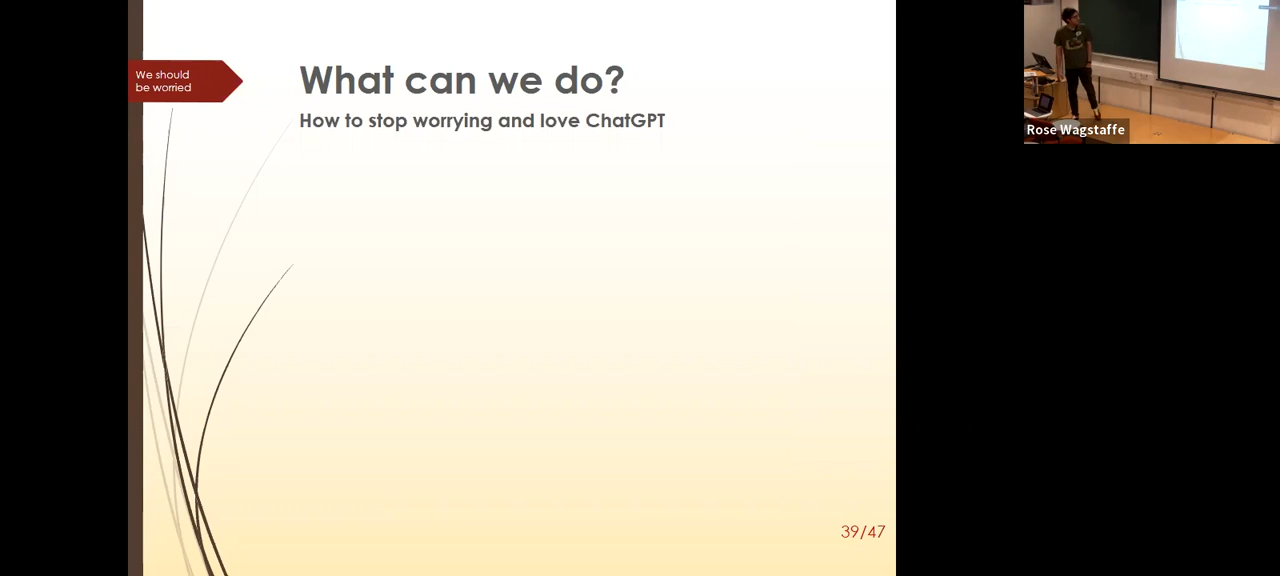 We should
be worried
What can we do?
How to stop worrying and love ChatGPT
39/47
Rose Wagstaffe